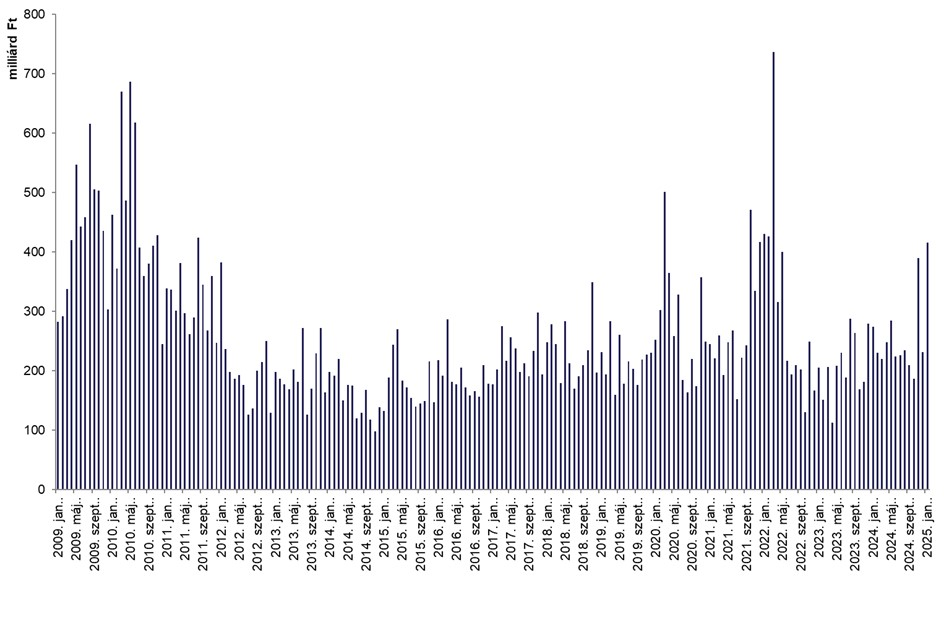 milliárd Ft
800
700
600
500
400
300
200
100
0
2009. jan..
2009. máj..
2009. szept..
2010. jan..
2010. máj..
2010. szept..
2011. jan..
2011. máj..
2011. szept..
2012. jan..
2012. máj..
2012. szept..
2013. jan..
2013. máj..
2013. szept..
2014. jan..
2014. máj..
2014. szept..
2015. jan..
2015. máj..
2015. szept..
2016. jan..
2016. máj..
2016. szept..
2017. jan..
2017. máj..
2017. szept..
2018. jan..
2018. máj..
2018. szept..
2019. jan..
2019. máj..
2019. szept..
2020. jan..
2020. máj..
2020. szept..
2021. jan..
2021. máj..
2021. szept..
2022. jan..
2022. máj..
2022. szept..
2023. jan..
2023. máj..
2023. szept..
2024. jan..
2024. máj..
2024. szept..
2025. jan..